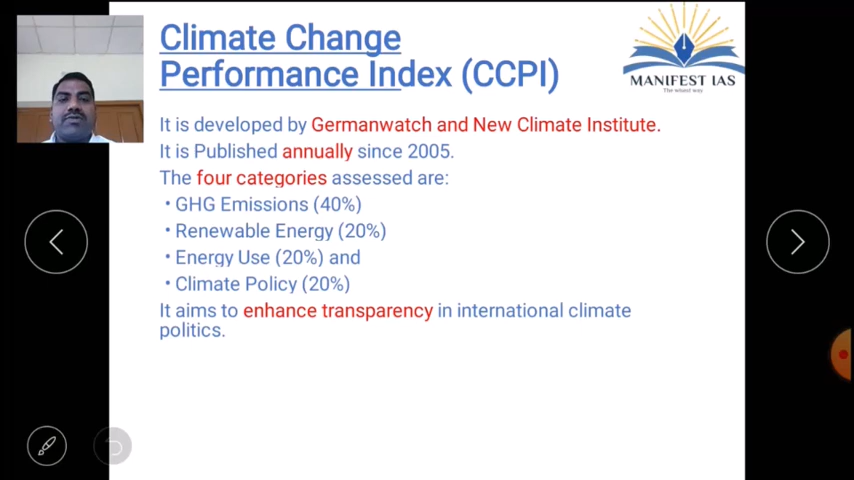 Climate Change
Performance Index (CCPI)
MANIFEST IAS
The wizard way
It is developed by Germanwatch and New Climate Institute.
It is Published annually since 2005.
The four categories assessed are:
• GHG Emissions (40%)
• Renewable Energy (20%)
• Energy Use (20%) and
• Climate Policy (20%)
It aims to enhance transparency in international climate
politics.